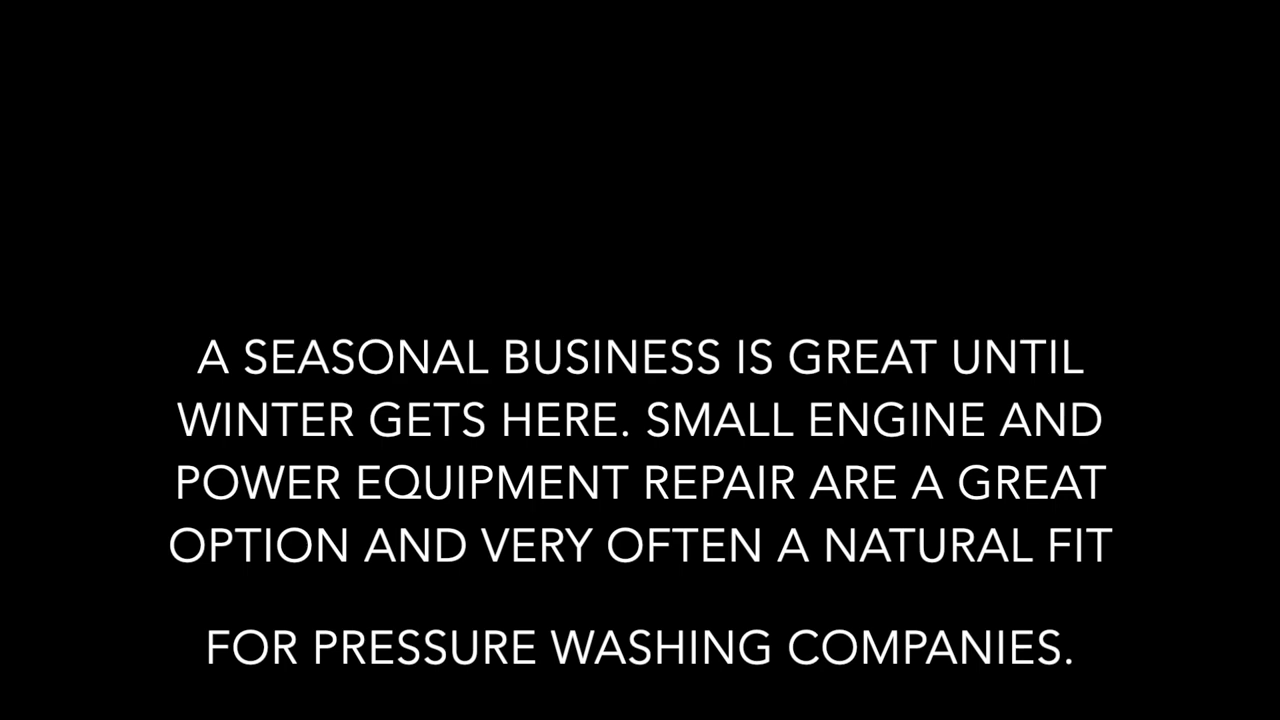 A SEASONAL BUSINESS IS GREAT UNTIL
WINTER GETS HERE. SMALL ENGINE AND
POWER EQUIPMENT REPAIR ARE A GREAT
OPTION AND VERY OFTEN A NATURAL FIT
FOR PRESSURE WASHING COMPANIES.